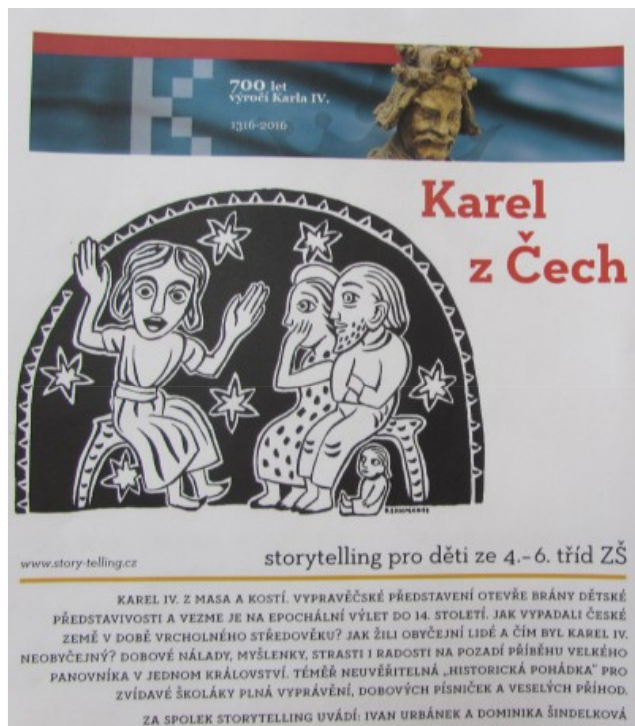 700 let
výročí Karla IV.
1316-2016
Karel
z Čech
www.story-telling.cz
storytelling pro děti ze 4.-6. tříd ZŠ
KAREL IV. Z MASA A KOSTÍ. VYPRAVĚČSKÉ PŘEDSTAVENÍ OTEVŘE BRÁNY DĚTSKÉ
PŘEDSTAVIVOSTI A VEZME JE NA EPOCHÁLNÍ VÝLET DO 14. STOLETÍ. JAK VYPADALI ČESKÉ
ZEMĚ V DOBĚ VRCHOLNÉHO STŘEDOVĚKU? JAK ŽILI OBYČEJNÍ LIDÉ A ČÍM BYL KAREL IV.
NEOBYČEJNÝ? DOBOVÉ NÁLADY, MYŠLENKY, STRASTI I RADOSTI NA POZADÍ PŘÍBĚHU VELKÉHO
PANOVNÍKA V JEDNOM KRÁLOVSTVÍ. TÉMĚŘ NEUVĚŘITELNÁ „HISTORICKÁ POHÁDKA" PRO
ZVÍDAVÉ ŠKOLÁKY PLNÁ VYPRÁVĚNÍ, DOBOVÝCH PÍSNIČEK A VESELÝCH PŘÍHOD.
ZA SPOLEK STORYTELLING UVÁDÍ: IVAN URBÁNEK A DOMINIKA ŠINDELKOVÁ